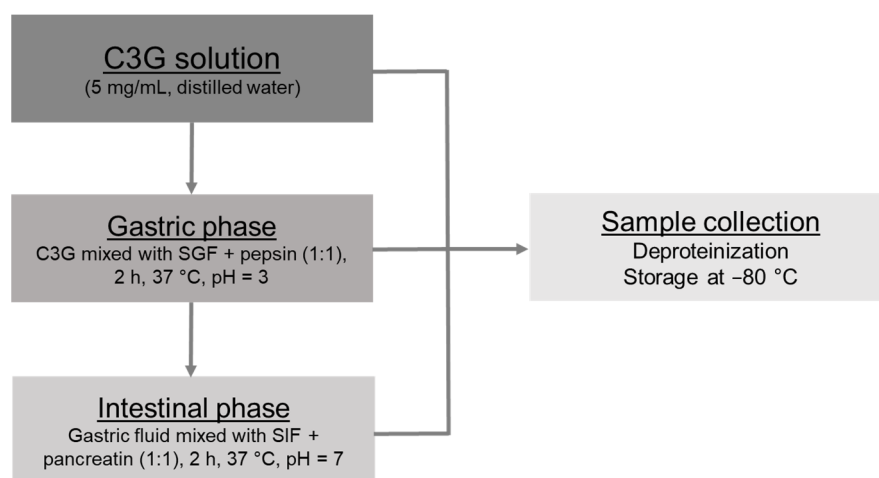 C3G solution
(5 mg/mL, distilled water)
Gastric phase
C3G mixed with SGF + pepsin (1:1),
2 h, 37 °C, pH = 3
Intestinal phase
Gastric fluid mixed with SIF +
pancreatin (1:1), 2 h, 37 °C, pH = 7
Sample collection
Deproteinization
Storage at −80 °C